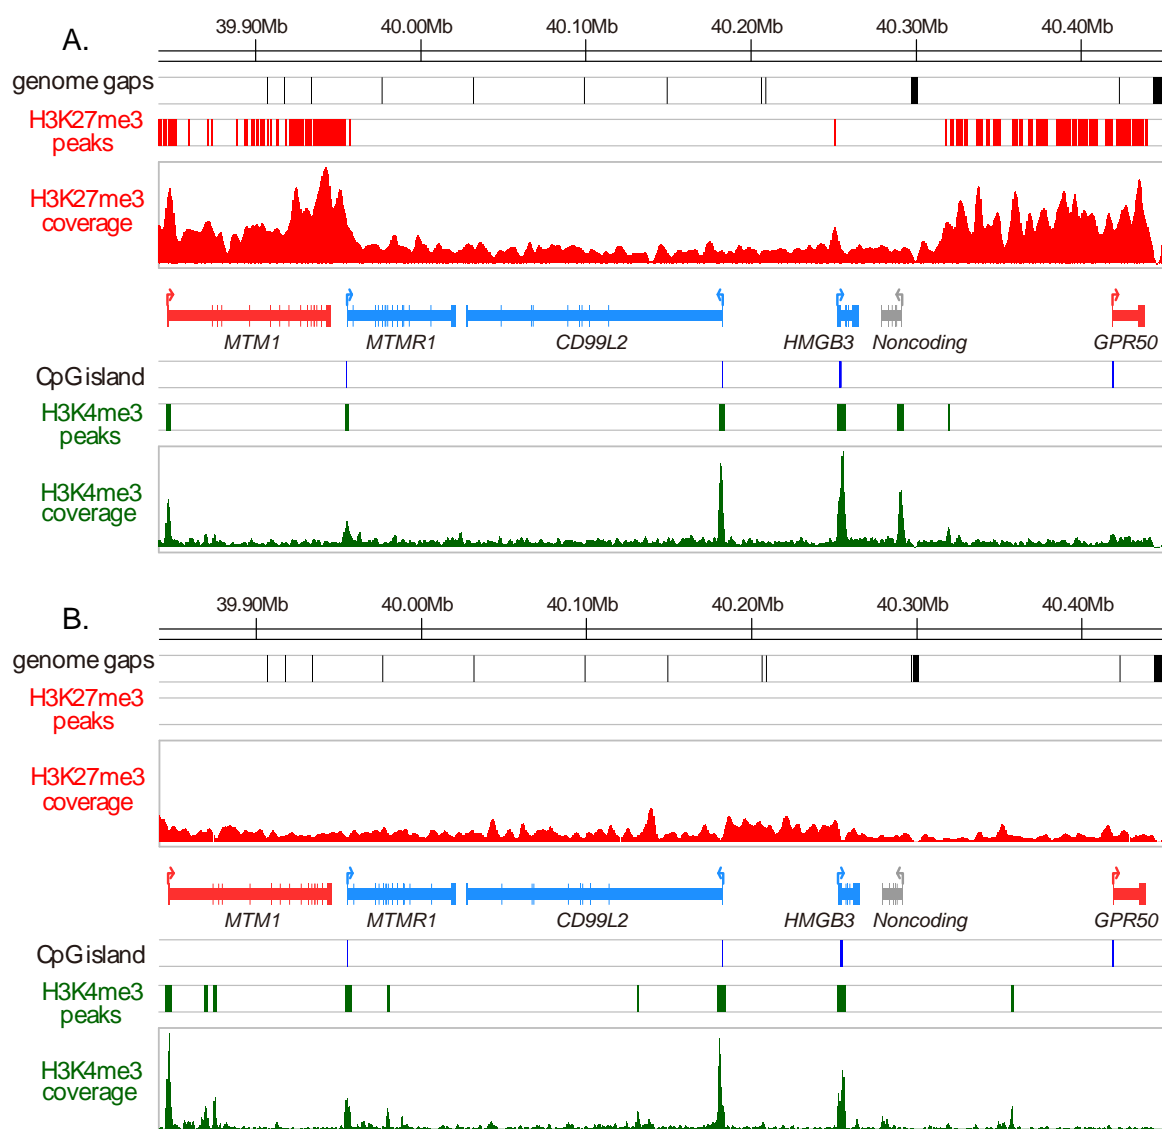 A.
39.90Mb 40.00Mb 40.10Mb 40.20Mb 40.30Mb 40.40Mb
genome gaps
H3K27me3
peaks
H3K27me3
coverage
MTM1 MTMR1 CD99L2 HMGB3 Noncoding GPR50
CpG island
H3K4me3
peaks
H3K4me3
coverage
B.
39.90Mb 40.00Mb 40.10Mb 40.20Mb 40.30Mb 40.40Mb
genome gaps
H3K27me3
peaks
H3K27me3
coverage
MTM1 MTMR1 CD99L2 HMGB3 Noncoding GPR50
CpG island
H3K4me3
peaks
H3K4me3
coverage